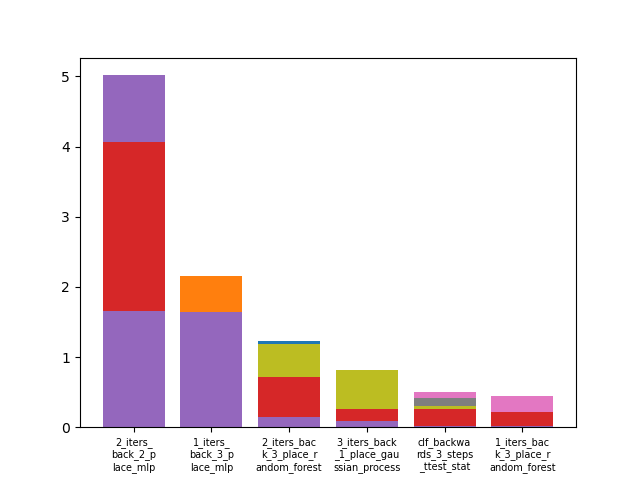 5
4
3
2
1
0
2_iters_
back_2_p
lace_mlp
1_iters_
back_3_p
lace_mlp
2_iters_bac
k_3_place_r
andom_forest
3_iters_back
_1_place_gau
ssian_process
clf_backwa
rds_3_steps
_ttest_stat
1_iters_bac
k_3_place_r
andom_forest